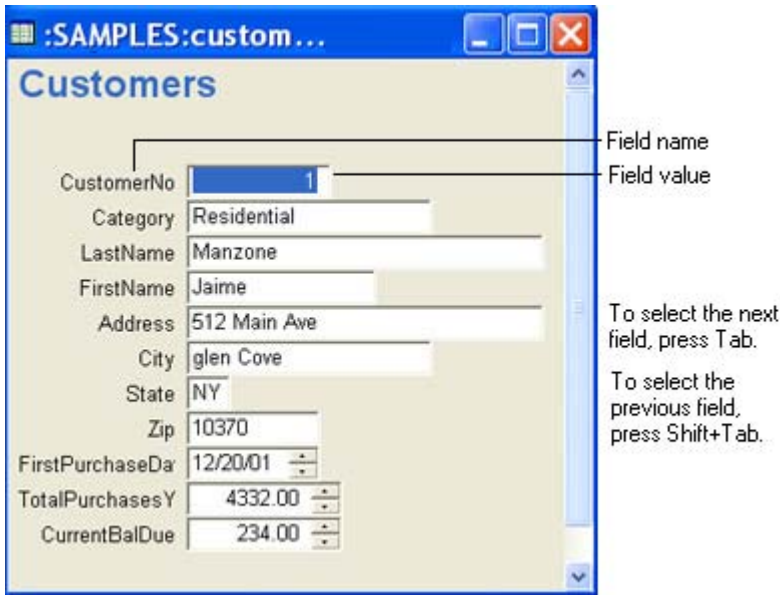 :SAMPLES:custom...
Customers
Field name
CustomerNo 1
Field value
Category Residential
LastName Manzone
FirstName Jaime
Address 512 Main Ave
City glen Cove
State NY
Zip 10370
FirstPurchaseDa 12/20/01
TotalPurchasesY 4332.00
CurrentBalDue 234.00
To select the next
field, press Tab.
To select the
previous field,
press Shift+Tab.